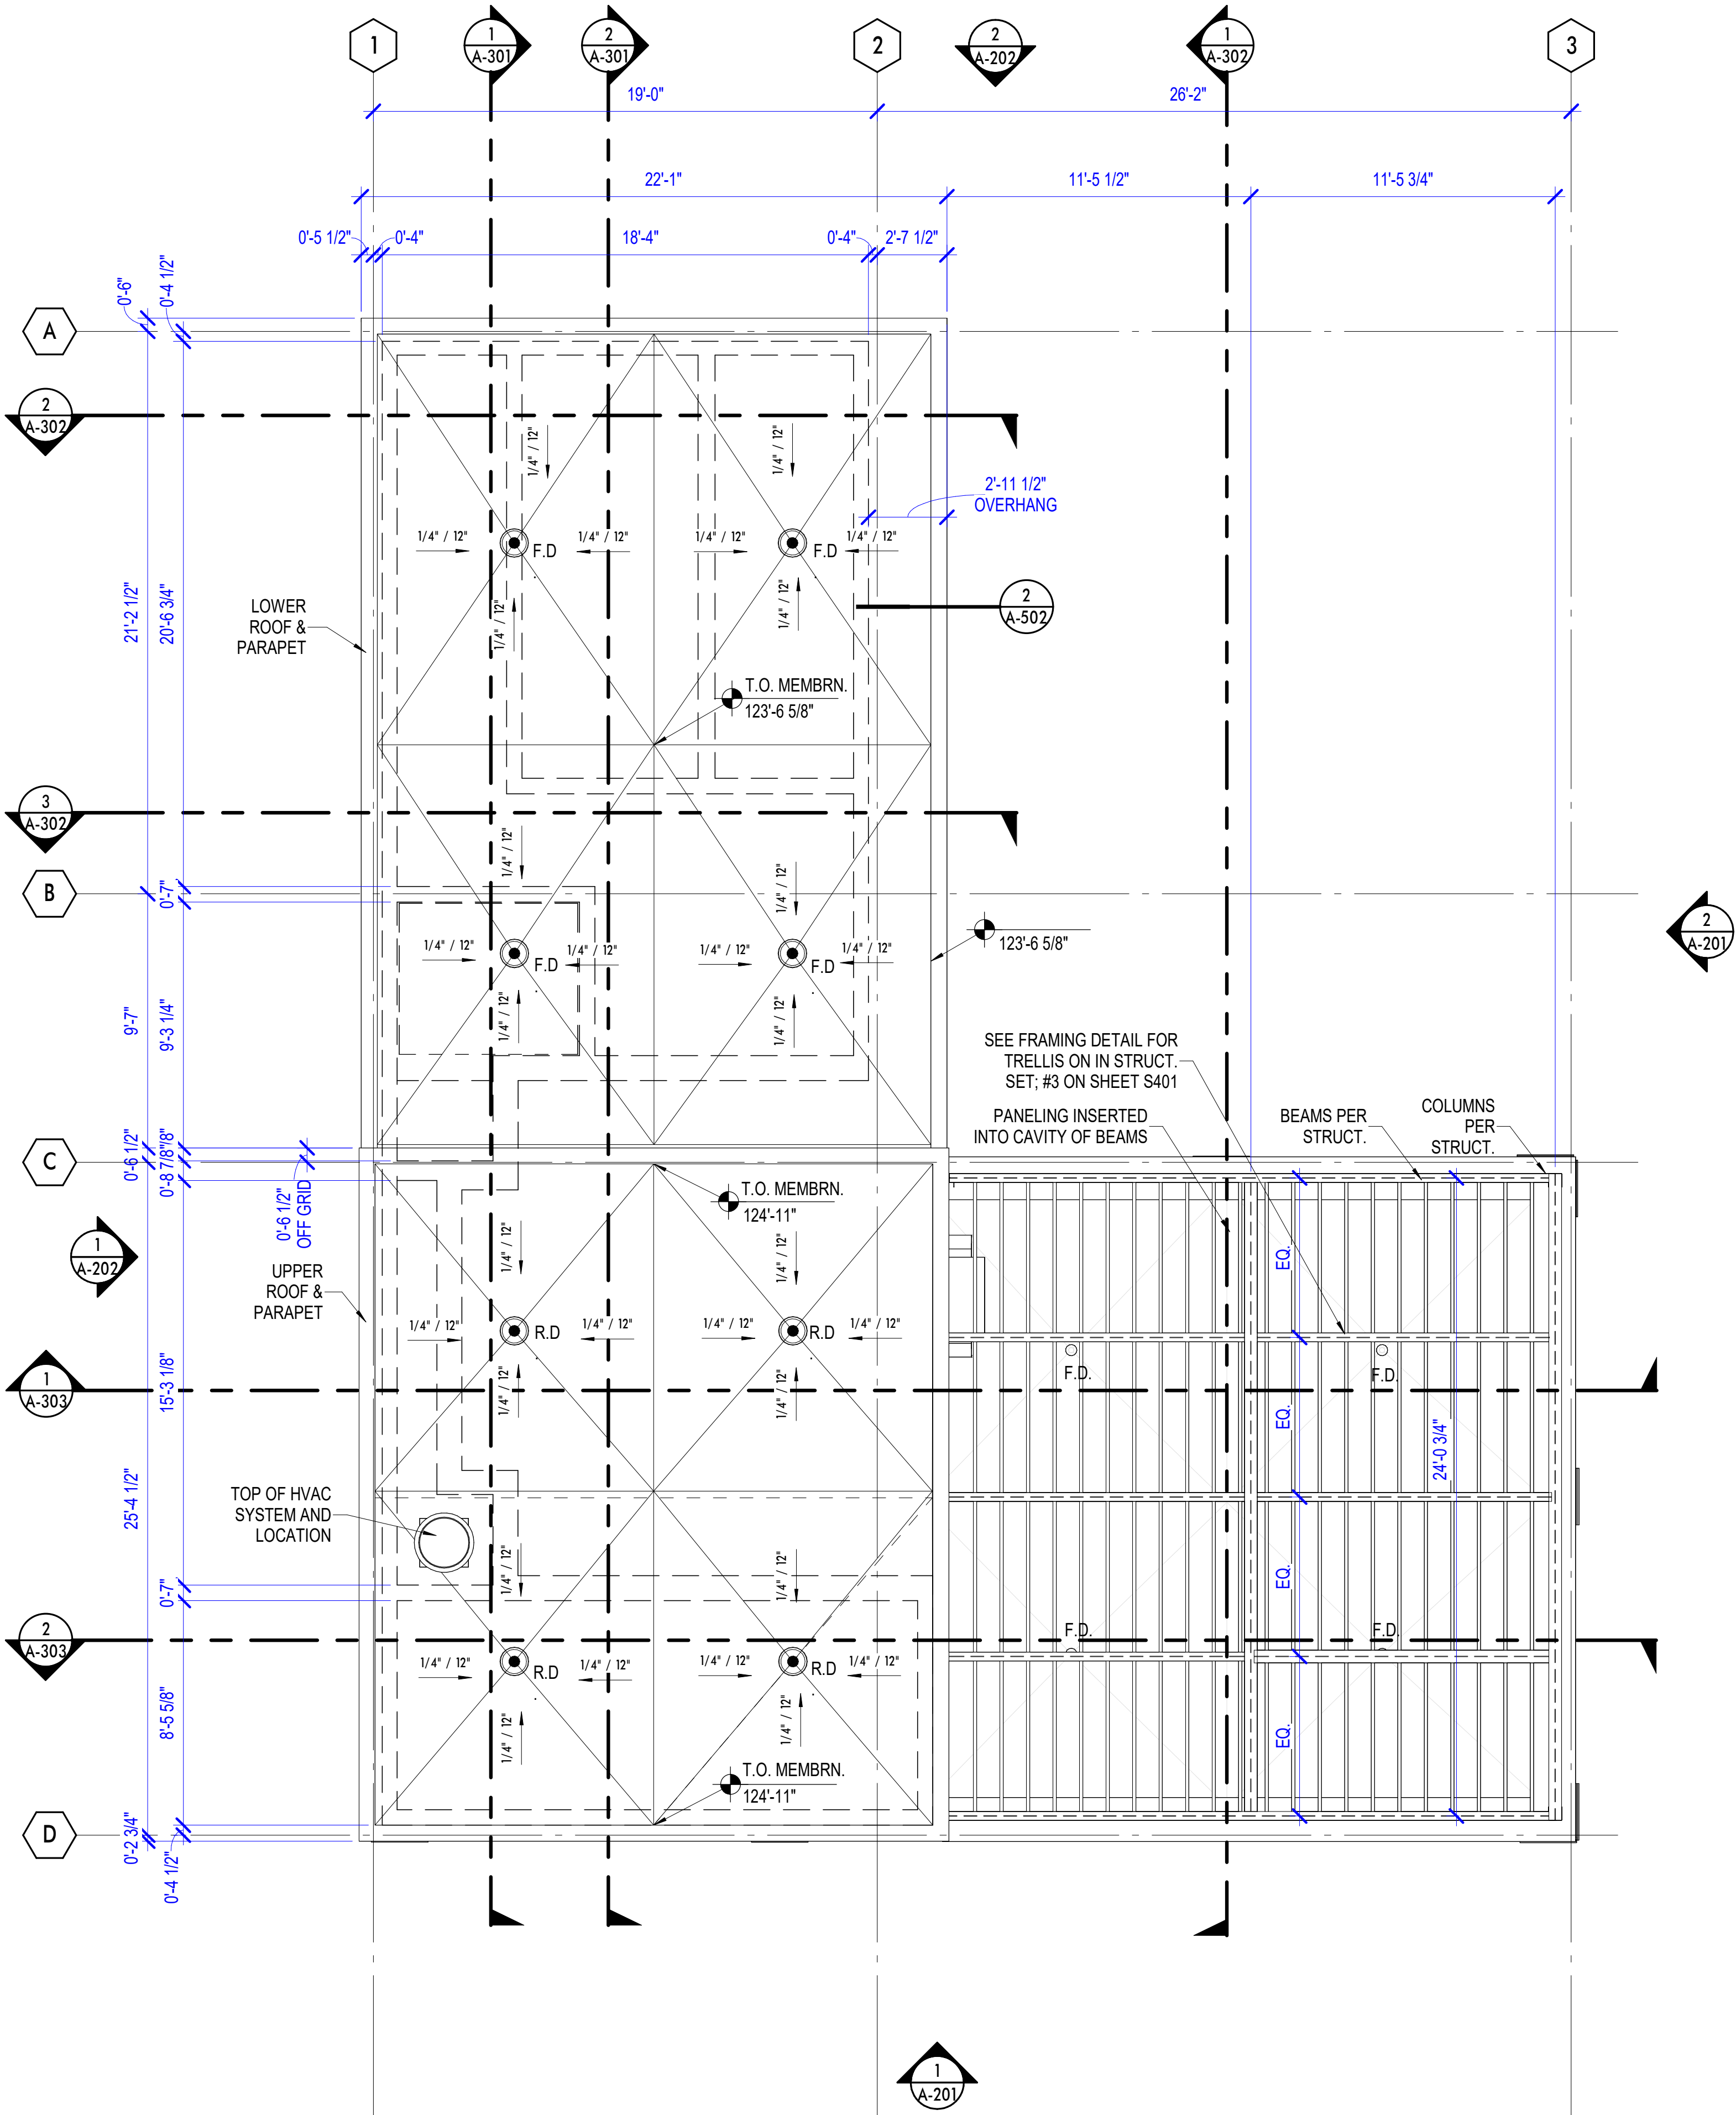 1
1
A-301
2
A-301
2
2
A-202
1
A-302
3
19'-0"
26'-2"
22'-1"
11'-5 1/2"
11'-5 3/4"
0'-5 1/2"
0'-4"
18'-4"
0'-4"
2'-7 1/2"
0'-6"
0'-4 1/2"
A
2
A-302
1/4" / 12"
1/4" / 12"
2'-11 1/2"
OVERHANG
1/4" / 12"
F.D
1/4" / 12"
1/4" / 12"
F.D
1/4" / 12"
1/4" / 12"
1/4" / 12"
2
A-502
21'-2 1/2"
20'-6 3/4"
LOWER
ROOF &
PARAPET
T.O. MEMBRN.
123'-6 5/8"
3
A-302
1/4" / 12"
1/4" / 12"
B
0'-7"
1/4" / 12"
F.D
1/4" / 12"
1/4" / 12"
F.D
1/4" / 12"
123'-6 5/8"
2
A-201
1/4" / 12"
1/4" / 12"
9'-7"
9'-3 1/4"
SEE FRAMING DETAIL FOR
TRELLIS ON IN STRUCT.
SET; #3 ON SHEET S401
PANELING INSERTED
INTO CAVITY OF BEAMS
BEAMS PER
STRUCT.
COLUMNS
PER
STRUCT.
C
0'-6 1/2"
0'-8 7/8"
0'-6 1/2"
OFF GRID
T.O. MEMBRN.
124'-11"
1
A-202
UPPER
ROOF &
PARAPET
1/4" / 12"
1/4" / 12"
EQ.
1/4" / 12"
R.D
1/4" / 12"
1/4" / 12"
R.D
1/4" / 12"
F.D.
F.D.
1
A-303
15'-3 1/8"
1/4" / 12"
1/4" / 12"
EQ.
24'-0 3/4"
25'-4 1/2"
TOP OF HVAC
SYSTEM AND
LOCATION
1/4" / 12"
1/4" / 12"
EQ.
0'-7"
2
A-303
F.D.
F.D.
1/4" / 12"
R.D
1/4" / 12"
1/4" / 12"
R.D
1/4" / 12"
8'-5 5/8"
1/4" / 12"
1/4" / 12"
EQ.
T.O. MEMBRN.
124'-11"
D
0'-2 3/4"
0'-4 1/2"
1
A-201